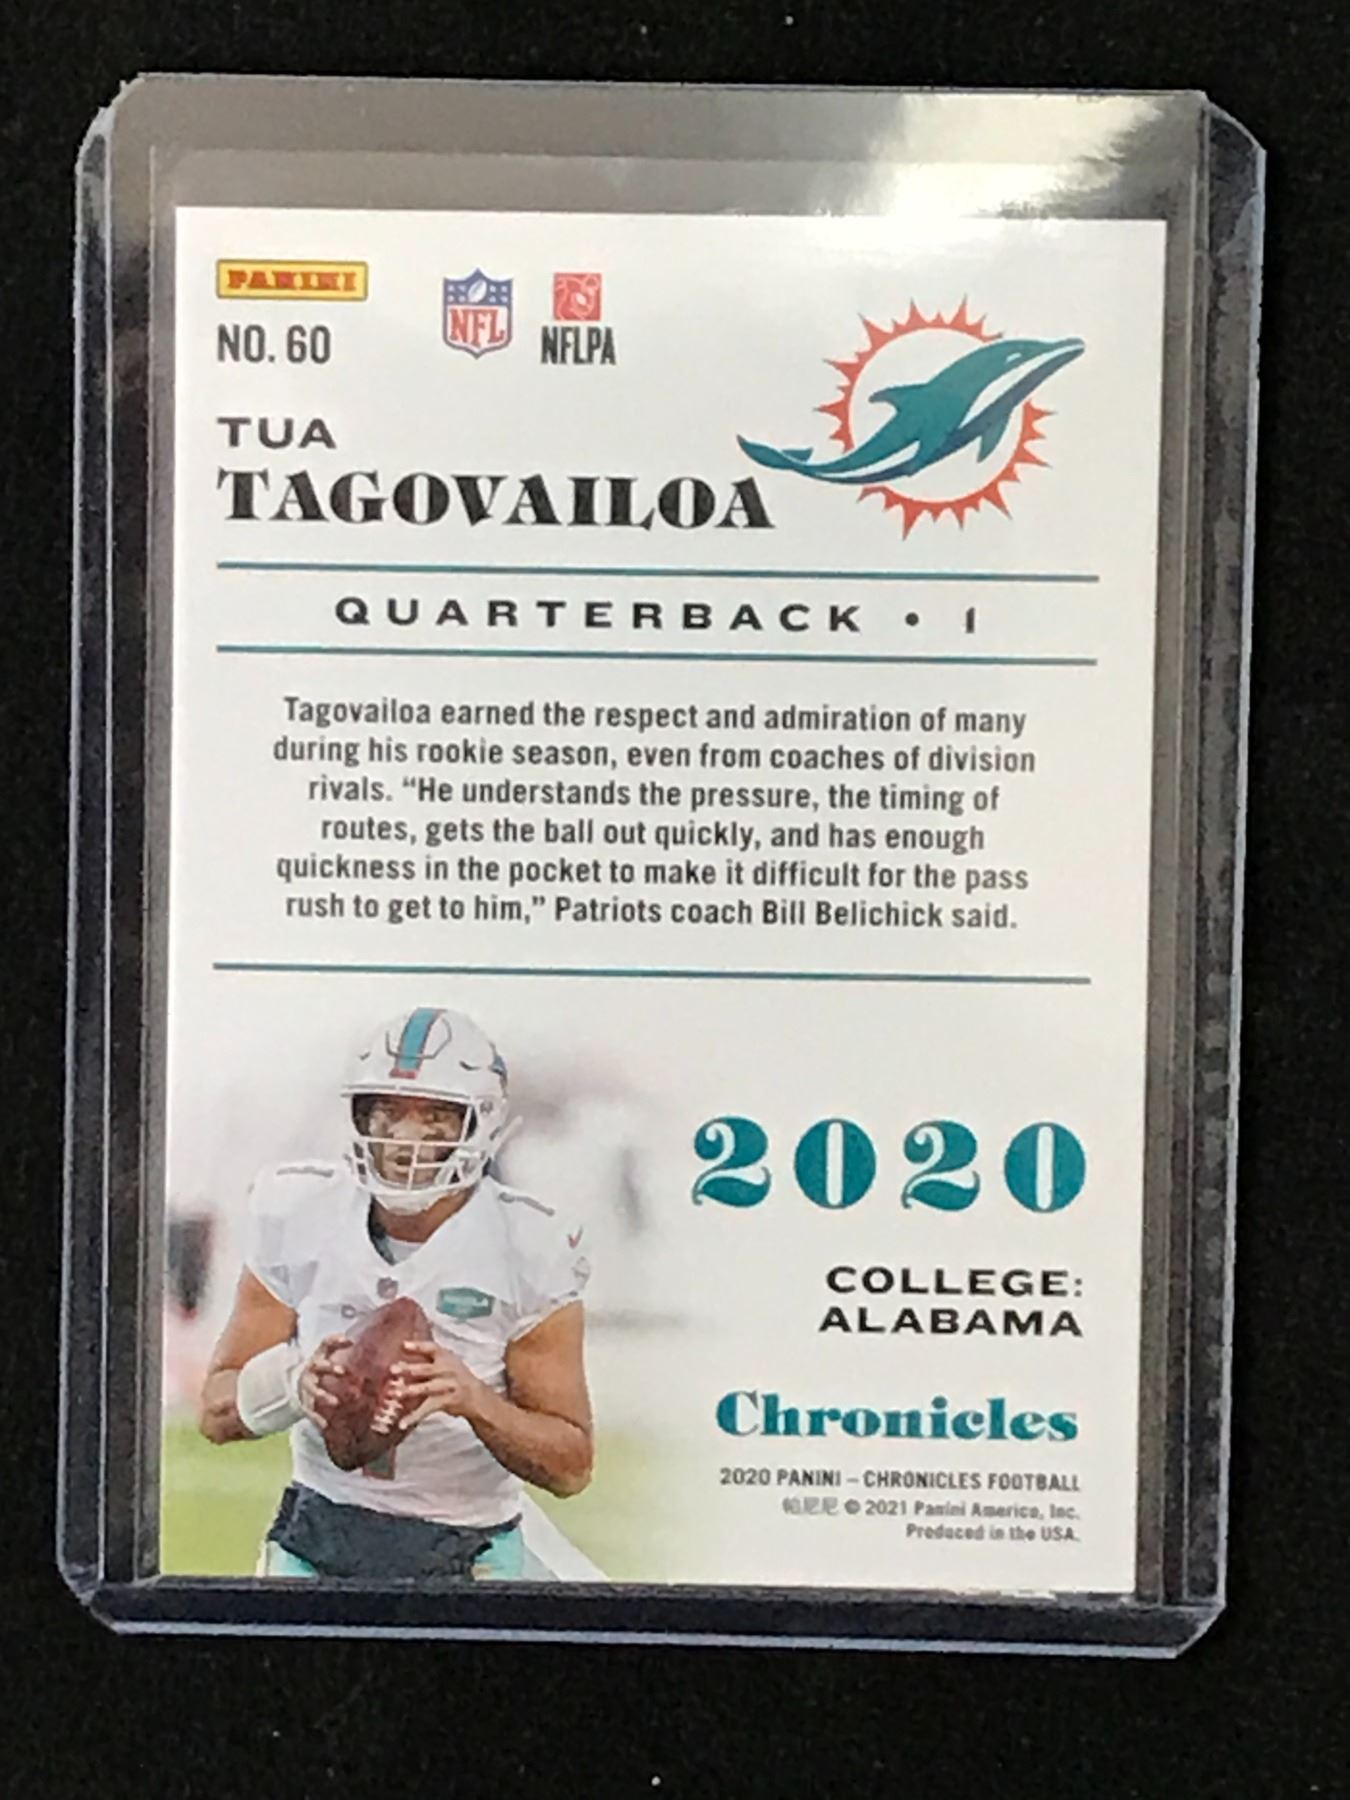 PANINI
NO. 60
NFL
NFLPA
TUA
TAGOVAILOA
QUARTERBACK • 1
Tagovailoa earned the respect and admiration of many
during his rookie season, even from coaches of division
rivals. “He understands the pressure, the timing of
routes, gets the ball out quickly, and has enough
quickness in the pocket to make it difficult for the pass
rush to get to him,” Patriots coach Bill Belichick said.
2020
COLLEGE:
ALABAMA
Chronicles
2020 PANINI – CHRONICLES FOOTBALL
帕尼尼 © 2021 Panini America, Inc.
Produced in the USA.